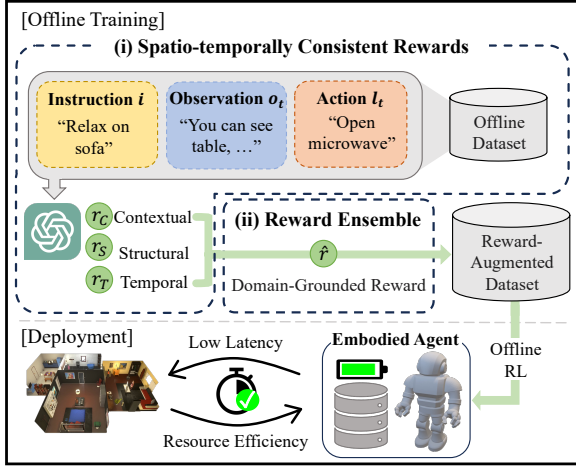 [Offline Training]
(i) Spatio-temporally Consistent Rewards
Instruction i
“Relax on
sofa”
Observation oₜ
“You can see
table, …”
Action lₜ
“Open
microwave”
Offline
Dataset
r_C Contextual
r_S Structural
r_T Temporal
(ii) Reward Ensemble
r̂
Domain-Grounded Reward
Reward-
Augmented
Dataset
[Deployment]
Low Latency
Resource Efficiency
Embodied Agent
Offline
RL